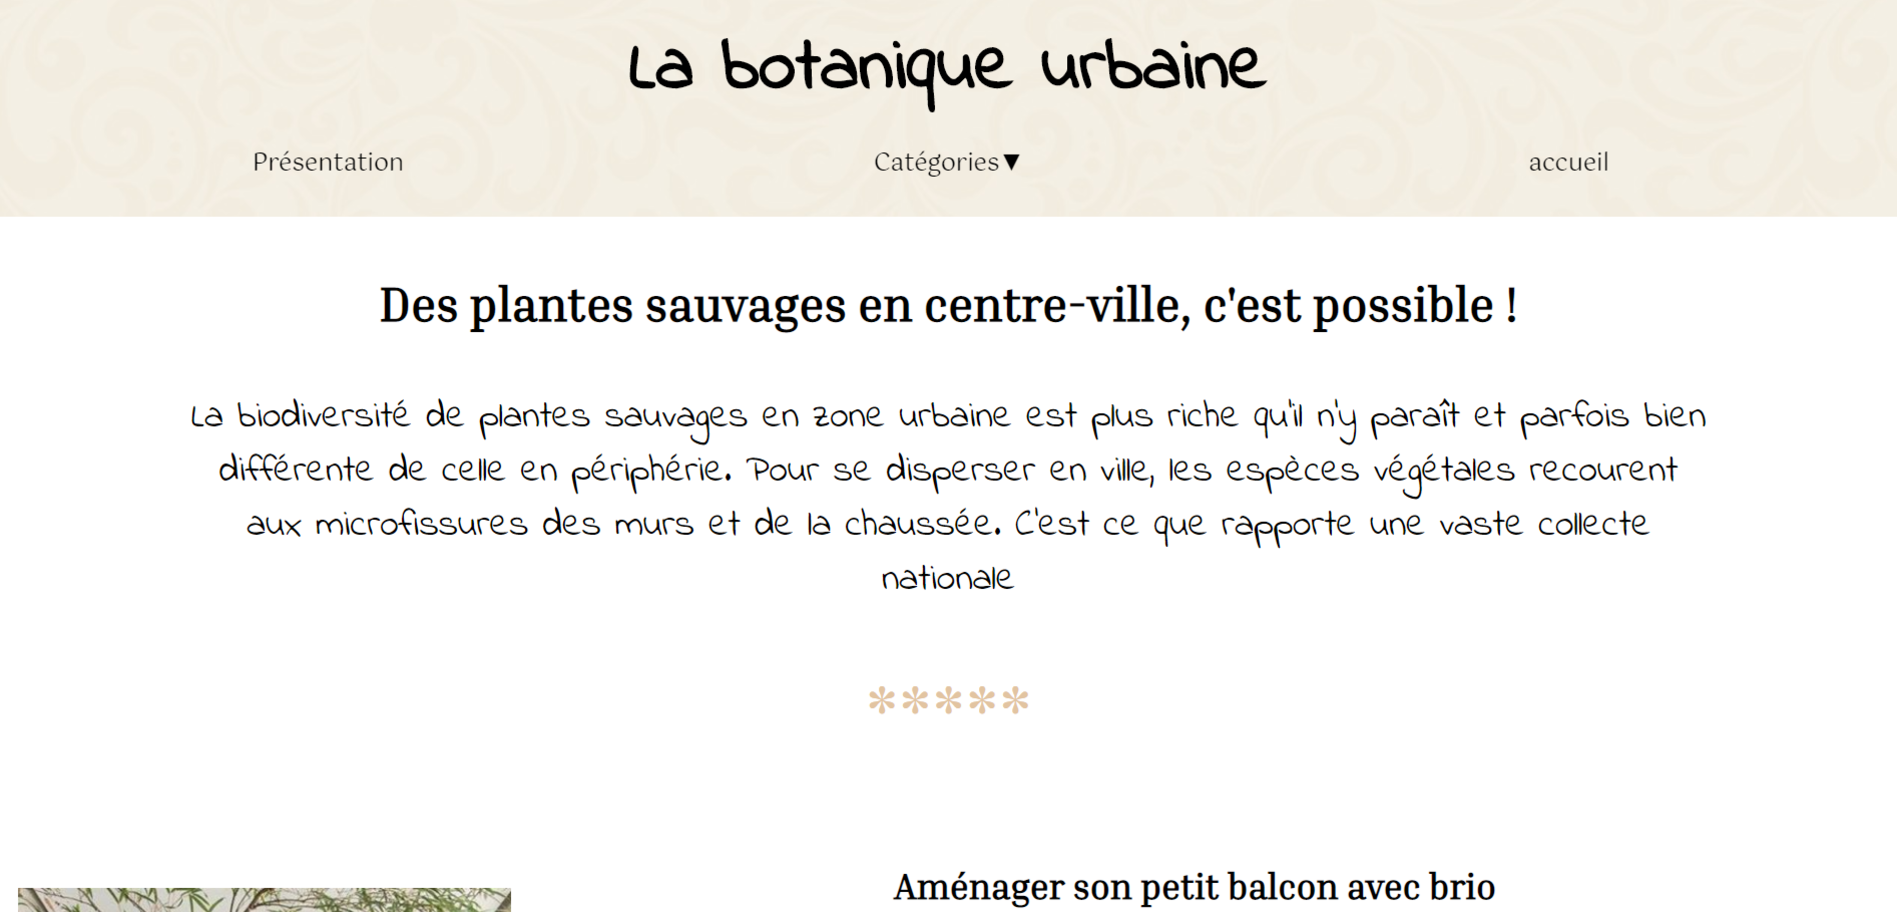 La botanique urbaine
Présentation
Catégories▼
accueil
Des plantes sauvages en centre-ville, c'est possible !
La biodiversité de plantes sauvages en zone urbaine est plus riche qu'il n'y paraît et parfois bien
différente de celle en périphérie. Pour se disperser en ville, les espèces végétales recourent
aux microfissures des murs et de la chaussée. C'est ce que rapporte une vaste collecte
nationale
✻✻✻✻✻
Aménager son petit balcon avec brio